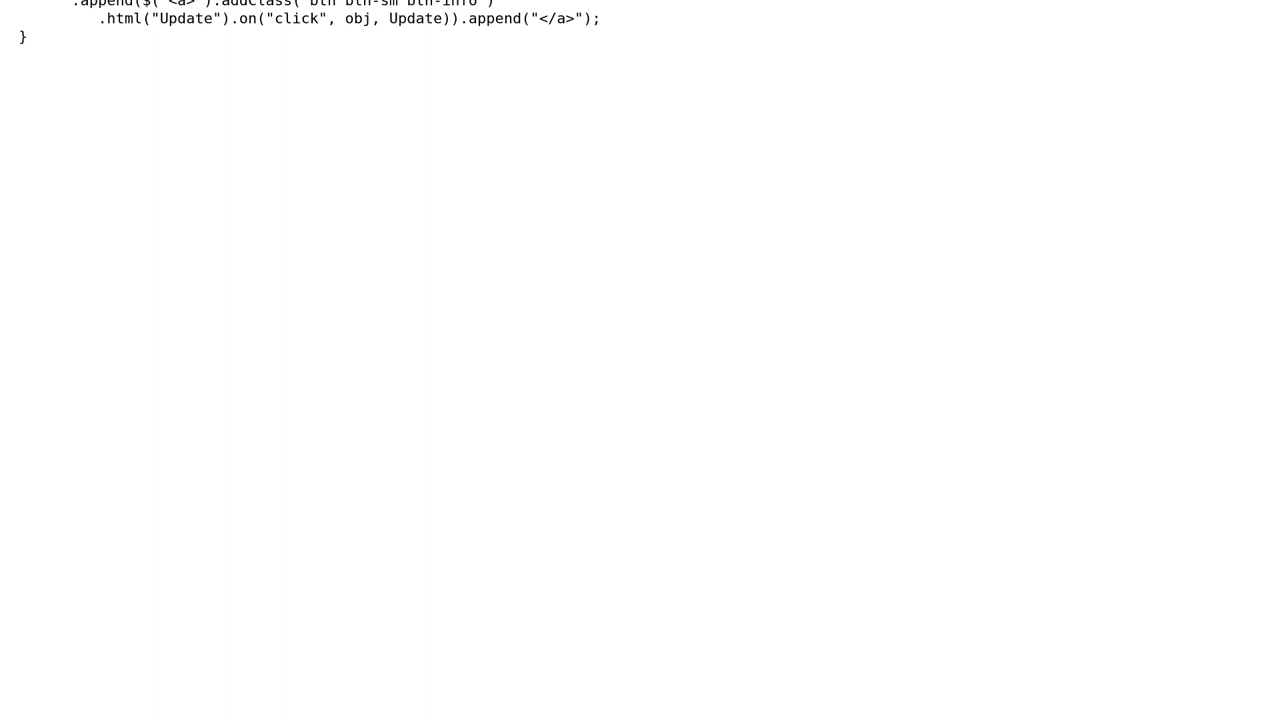 .append($("<a>").addClass("btn btn-sm btn-info")
.html("Update").on("click", obj, Update)).append("</a>");
}